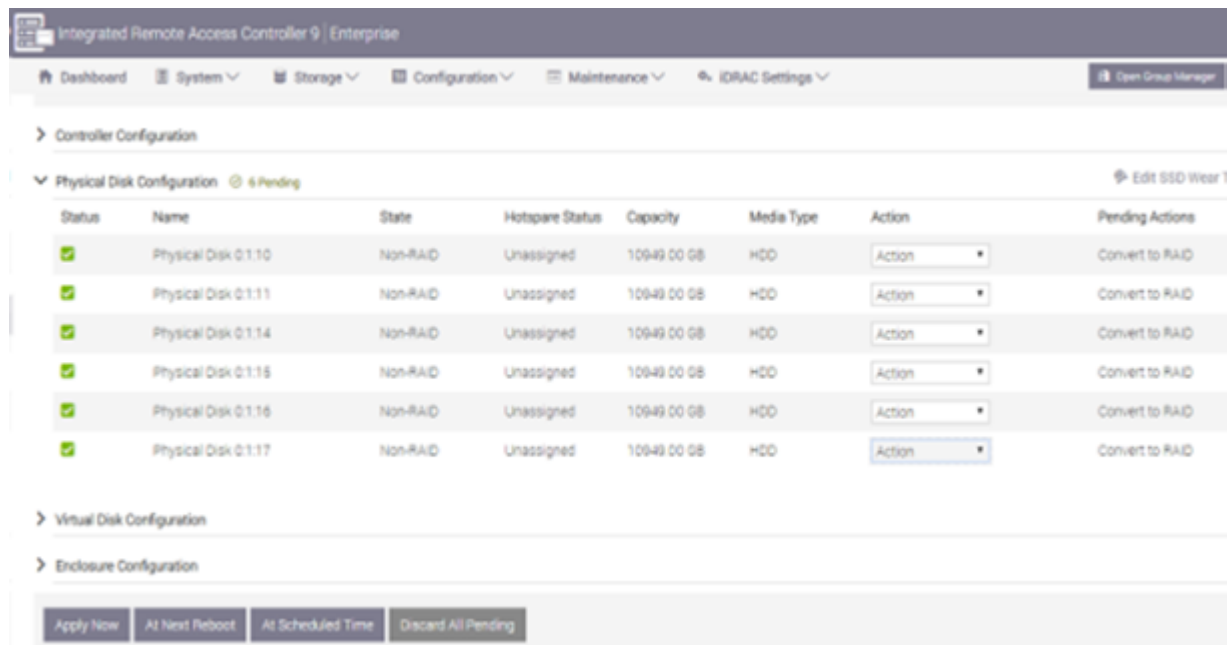 Integrated Remote Access Controller 9 | Enterprise
Dashboard System Storage Configuration Maintenance iDRAC Settings Open Group Manager
Controller Configuration
Physical Disk Configuration 6 Pending Edit SSD Wear T
Status Name State Hotspare Status Capacity Media Type Action Pending Actions
Physical Disk 0:1:10 Non-RAID Unassigned 10949.00 GB HDD Action Convert to RAID
Physical Disk 0:1:11 Non-RAID Unassigned 10949.00 GB HDD Action Convert to RAID
Physical Disk 0:1:14 Non-RAID Unassigned 10949.00 GB HDD Action Convert to RAID
Physical Disk 0:1:15 Non-RAID Unassigned 10949.00 GB HDD Action Convert to RAID
Physical Disk 0:1:16 Non-RAID Unassigned 10949.00 GB HDD Action Convert to RAID
Physical Disk 0:1:17 Non-RAID Unassigned 10949.00 GB HDD Action Convert to RAID
Virtual Disk Configuration
Enclosure Configuration
Apply Now At Next Reboot At Scheduled Time Discard All Pending